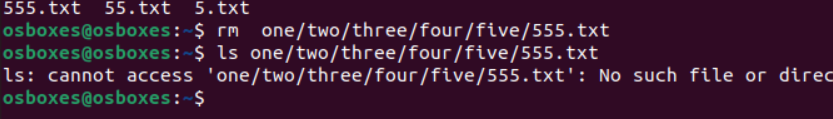 555.txt  55.txt  5.txt
osboxes@osboxes:~$ rm  one/two/three/four/five/555.txt
osboxes@osboxes:~$ ls one/two/three/four/five/555.txt
ls: cannot access 'one/two/three/four/five/555.txt': No such file or direc
osboxes@osboxes:~$